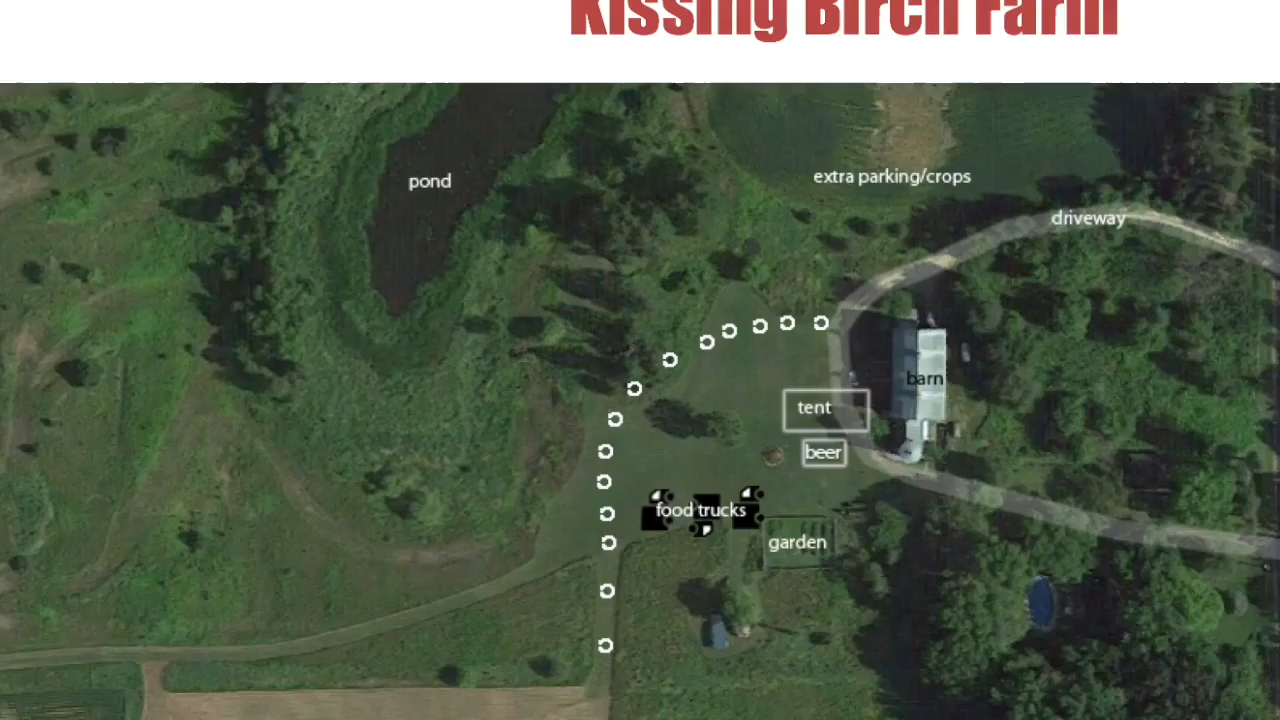 Kissing Birch Farm
pond
extra parking/crops
driveway
barn
tent
beer
food trucks
garden